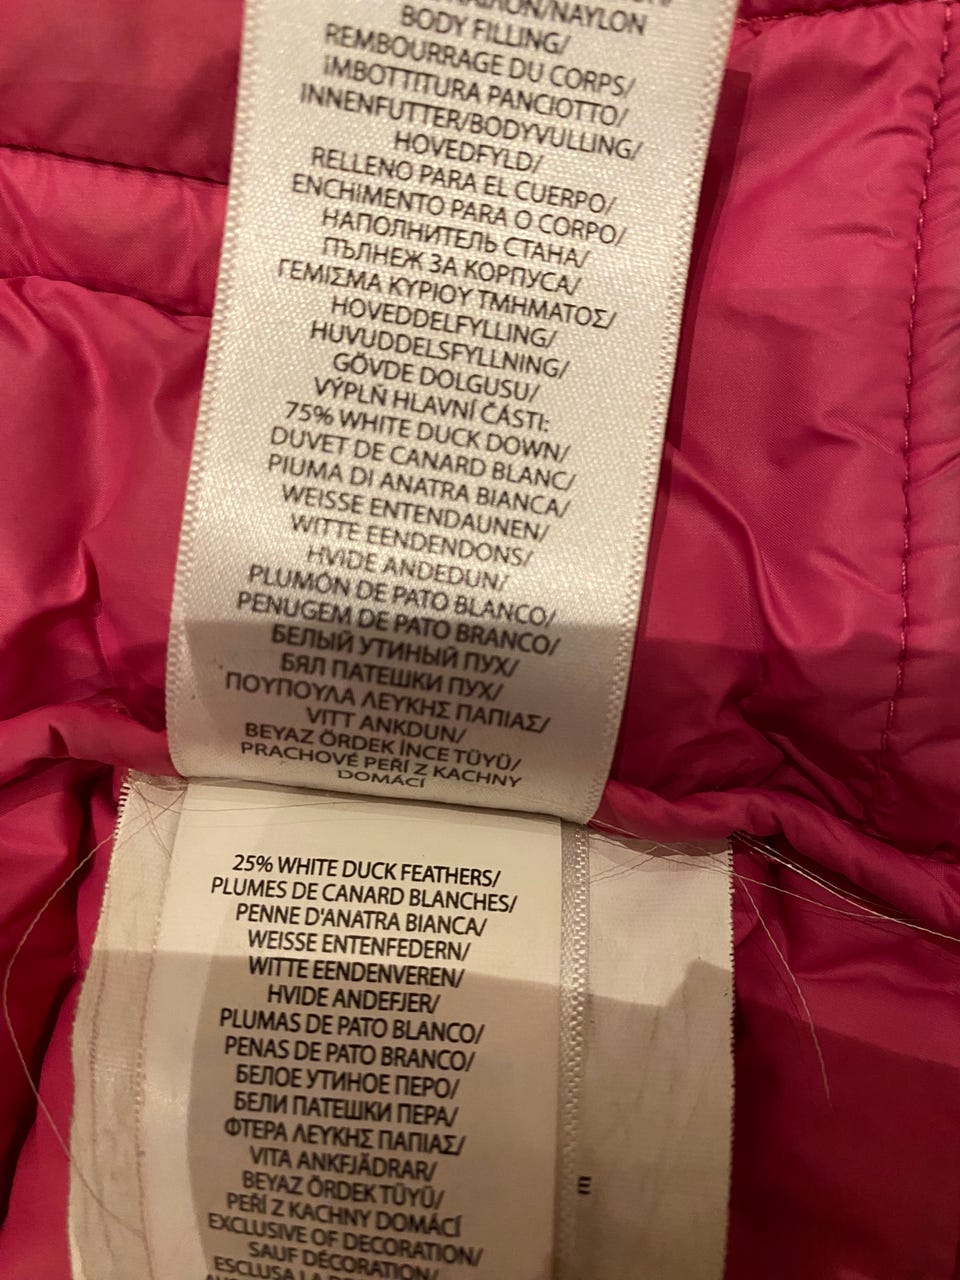 NAYLON
BODY FILLING/
REMBOURRAGE DU CORPS/
IMBOTTITURA PANCIOTTO/
INNENFUTTER/BODYVULLING/
HOVEDFYLD/
RELLENO PARA EL CUERPO/
ENCHIMENTO PARA O CORPO/
НАПОЛНИТЕЛЬ СТАНА/
ПЪЛНЕЖ ЗА КОРПУСА/
ΓΕΜΙΣΜΑ ΚΥΡΙΟΥ ΤΜΗΜΑΤΟΣ/
HOVEDDELFYLLING/
HUVUDDELSFYLLNING/
GÖVDE DOLGUSU/
VÝPLŇ HLAVNÍ ČÁSTI:
75% WHITE DUCK DOWN/
DUVET DE CANARD BLANC/
PIUMA DI ANATRA BIANCA/
WEISSE ENTENDAUNEN/
WITTE EENDENDONS/
HVIDE ANDEDUN/
PLUMÓN DE PATO BLANCO/
PENUGEM DE PATO BRANCO/
БЕЛЫЙ УТИНЫЙ ПУХ/
БЯЛ ПАТЕШКИ ПУХ/
ΠΟΥΠΟΥΛΑ ΛΕΥΚΗΣ ΠΑΠΙΑΣ/
VITT ANKDUN/
BEYAZ ÖRDEK İNCE TÜYÜ/
PRACHOVÉ PEŘÍ Z KACHNY
DOMÁCÍ
25% WHITE DUCK FEATHERS/
PLUMES DE CANARD BLANCHES/
PENNE D'ANATRA BIANCA/
WEISSE ENTENFEDERN/
WITTE EENDENVEREN/
HVIDE ANDEFJER/
PLUMAS DE PATO BLANCO/
PENAS DE PATO BRANCO/
БЕЛОЕ УТИНОЕ ПЕРО/
БЕЛИ ПАТЕШКИ ПЕРА/
ΦΤΕΡΑ ΛΕΥΚΗΣ ΠΑΠΙΑΣ/
VITA ANKFJÄDRAR/
BEYAZ ÖRDEK TÜYÜ/
PEŘÍ Z KACHNY DOMÁCÍ
EXCLUSIVE OF DECORATION/
SAUF DÉCORATION/
ESCLUSA LA